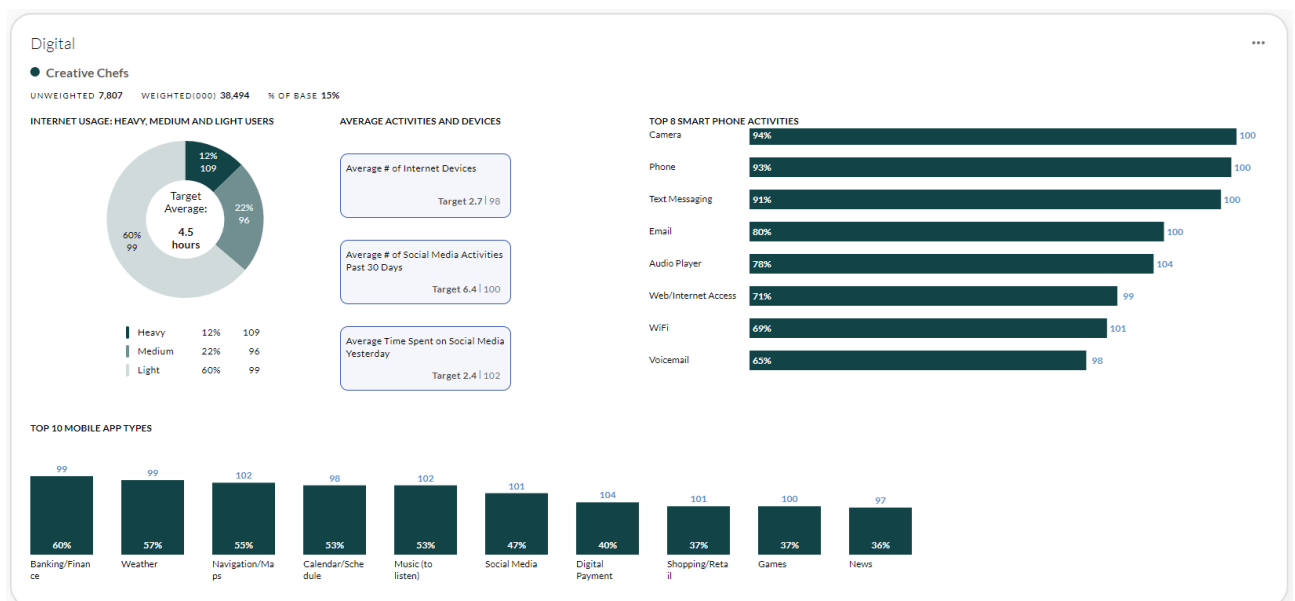 Digital
Creative Chefs
UNWEIGHTED 7,807 WEIGHTED(000) 38,494 % OF BASE 15%
INTERNET USAGE: HEAVY, MEDIUM AND LIGHT USERS
12%
109
22%
96
60%
99
Target
Average:
4.5
hours
Heavy 12% 109
Medium 22% 96
Light 60% 99
AVERAGE ACTIVITIES AND DEVICES
Average # of Internet Devices
Target 2.7 | 98
Average # of Social Media Activities
Past 30 Days
Target 6.4 | 100
Average Time Spent on Social Media
Yesterday
Target 2.4 | 102
TOP 8 SMART PHONE ACTIVITIES
Camera 94% 100
Phone 93% 100
Text Messaging 91% 100
Email 80% 100
Audio Player 78% 104
Web/Internet Access 71% 99
WiFi 69% 101
Voicemail 65% 98
TOP 10 MOBILE APP TYPES
99 99 102 98 102 101 104 101 100 97
60% 57% 55% 53% 53% 47% 40% 37% 37% 36%
Banking/Finan Weather Navigation/Ma Calendar/Sche Music (to Social Media Digital Shopping/Reta Games News
ce ps dule listen) Payment il